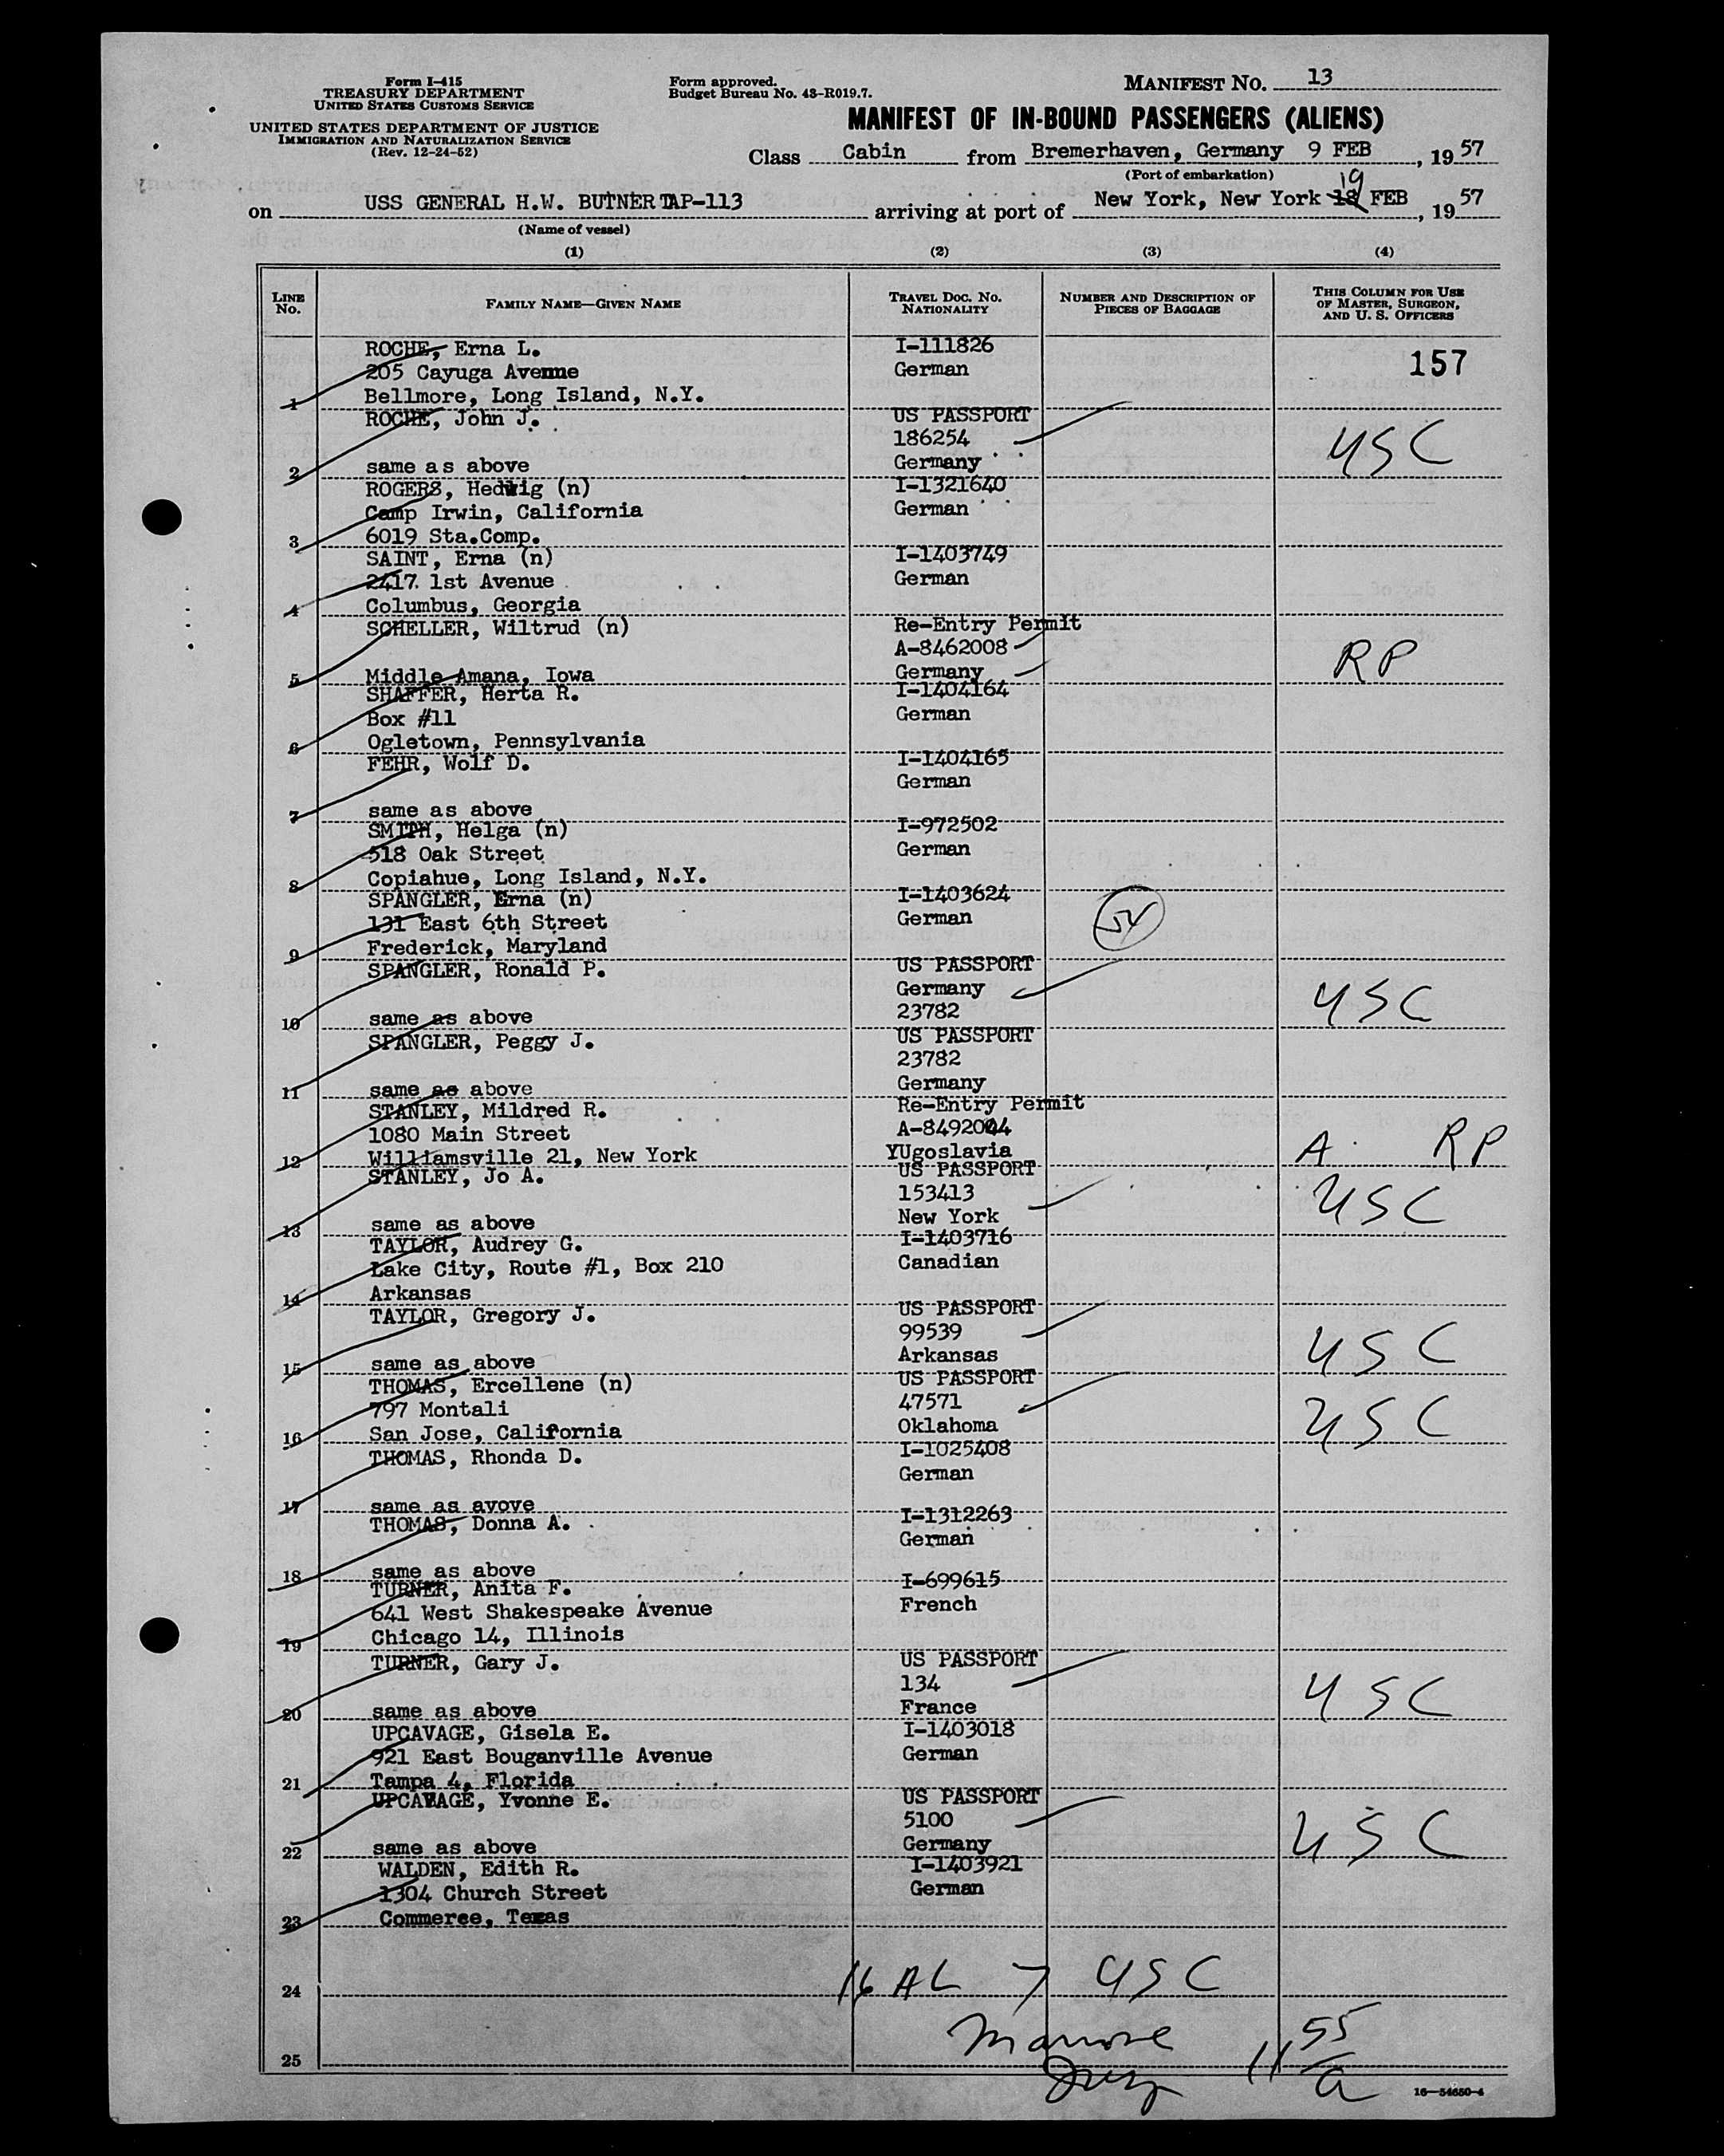 Form I-415
TREASURY DEPARTMENT
UNITED STATES CUSTOMS SERVICE
UNITED STATES DEPARTMENT OF JUSTICE
IMMIGRATION AND NATURALIZATION SERVICE
(Rev. 12-24-52)
Form approved.
Budget Bureau No. 43-R019.7.
MANIFEST NO. 13
MANIFEST OF IN-BOUND PASSENGERS (ALIENS)
Class Cabin from Bremerhaven, Germany 9 FEB, 1957
(Port of embarkation)
on USS GENERAL H.W. BUTNER TAP-113 arriving at port of New York, New York 18 19 FEB, 1957
(Name of vessel)
(1) (2) (3) (4)
LINE NO.
FAMILY NAME—GIVEN NAME
TRAVEL DOC. NO. NATIONALITY
NUMBER AND DESCRIPTION OF PIECES OF BAGGAGE
THIS COLUMN FOR USE OF MASTER, SURGEON, AND U. S. OFFICERS
157
ROCHE, Erna L. I-111826
205 Cayuga Avenue German
1 Bellmore, Long Island, N.Y.
ROCHE, John J. US PASSPORT
186254 USC
2 same as above Germany
ROGERS, Hedwig (n) I-1321640
Camp Irwin, California German
3 6019 Sta.Comp.
SAINT, Erna (n) I-1403749
2417 1st Avenue German
4 Columbus, Georgia
SCHELLER, Wiltrud (n) Re-Entry Permit
A-8462008 RP
5 Middle Amana, Iowa Germany
SHAFFER, Herta R. I-1404164
Box #11 German
6 Ogletown, Pennsylvania
FEHR, Wolf D. I-1404165
German
7 same as above
SMITH, Helga (n) I-972502
518 Oak Street German
8 Copiahue, Long Island, N.Y.
SPANGLER, Erna (n) I-1403624
131 East 6th Street German
9 Frederick, Maryland
SPANGLER, Ronald P. US PASSPORT
Germany USC
10 same as above 23782
SPANGLER, Peggy J. US PASSPORT
23782
11 same as above Germany
STANLEY, Mildred R. Re-Entry Permit
1080 Main Street A-8492044
12 Williamsville 21, New York YUgoslavia A RP
STANLEY, Jo A. US PASSPORT
153413 USC
13 same as above New York
TAYLOR, Audrey G. I-1403716
Lake City, Route #1, Box 210 Canadian
14 Arkansas
TAYLOR, Gregory J. US PASSPORT
99539 USC
15 same as above Arkansas
THOMAS, Ercellene (n) US PASSPORT
797 Montali 47571 USC
16 San Jose, California Oklahoma
THOMAS, Rhonda D. I-1025408
German
17 same as avove
THOMAS, Donna A. I-1312263
German
18 same as above
TURNER, Anita F. I-699615
641 West Shakespeake Avenue French
19 Chicago 14, Illinois
TURNER, Gary J. US PASSPORT
134 USC
20 same as above France
UPCAVAGE, Gisela E. I-1403018
921 East Bouganville Avenue German
21 Tampa 4, Florida
UPCAVAGE, Yvonne E. US PASSPORT
5100 USC
22 same as above Germany
WALDEN, Edith R. I-1403921
1304 Church Street German
23 Commerce, Texas
24 16 AL 7 USC
11 55
25
a
16—54650-4